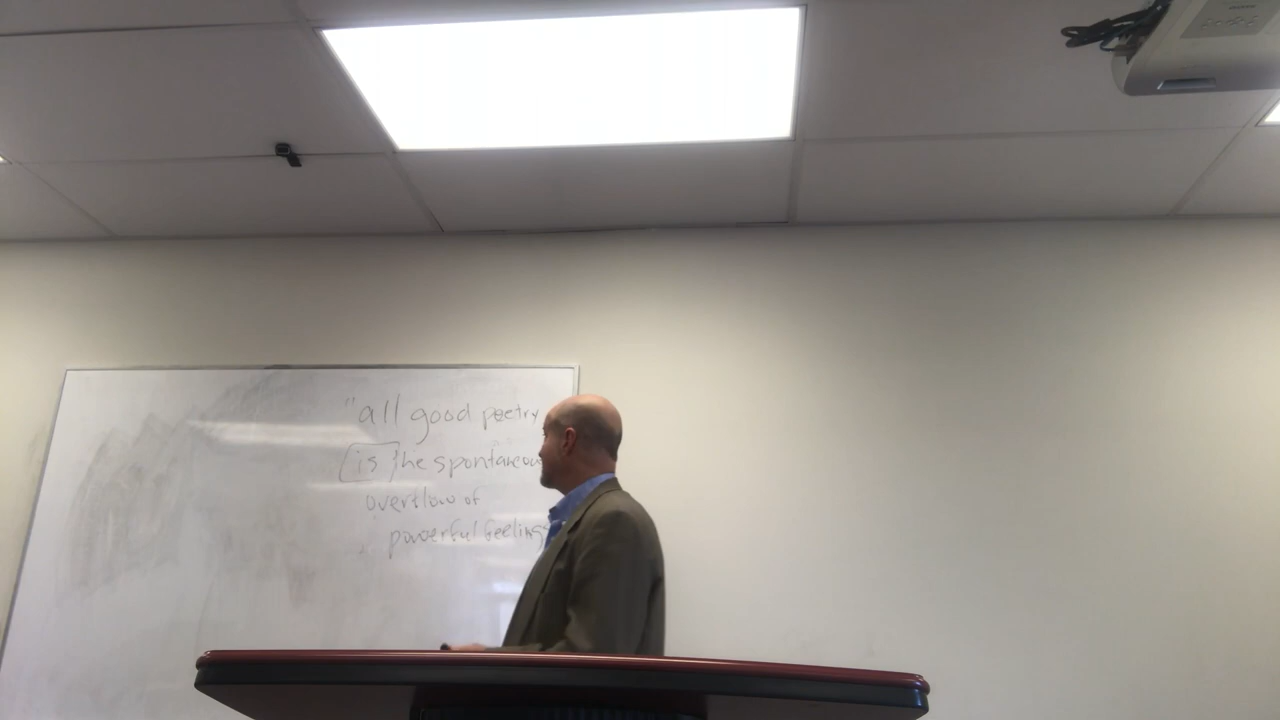 "all good poetry
is the spontaneous
overflow of
powerful feelings